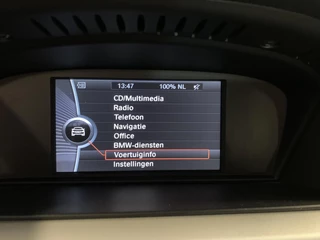 13:47 100% NL
CD/Multimedia
Radio
Telefoon
Navigatie
Office
BMW-diensten
Voertuiginfo
Instellingen